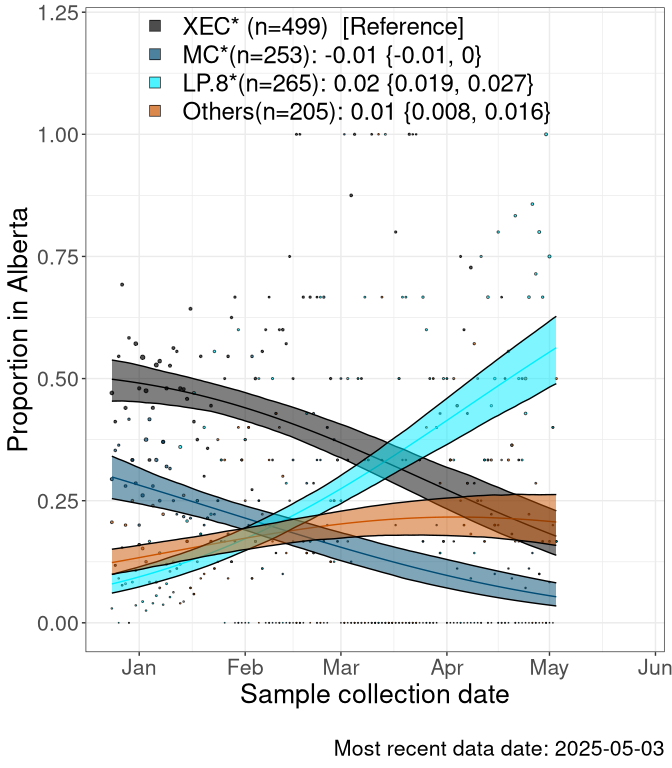 XEC* (n=499) [Reference]
MC*(n=253): -0.01 {-0.01, 0}
LP.8*(n=265): 0.02 {0.019, 0.027}
Others(n=205): 0.01 {0.008, 0.016}
1.25
1.00
0.75
0.50
0.25
0.00
Proportion in Alberta
Jan Feb Mar Apr May Jun
Sample collection date
Most recent data date: 2025-05-03